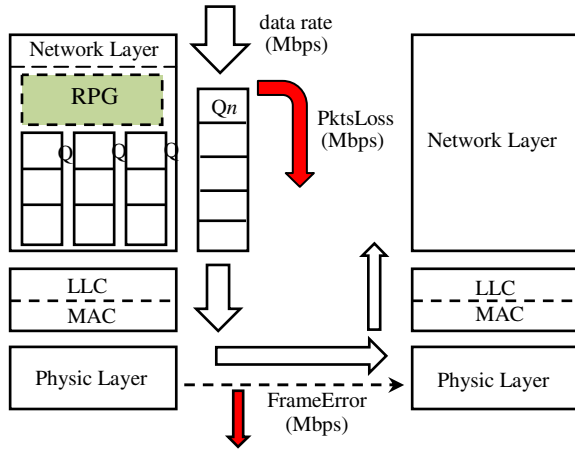 data rate
(Mbps)
Network Layer
RPG
Qn
PktsLoss
(Mbps)
Q Q Q
Network Layer
LLC
MAC
LLC
MAC
Physic Layer
FrameError
(Mbps)
Physic Layer